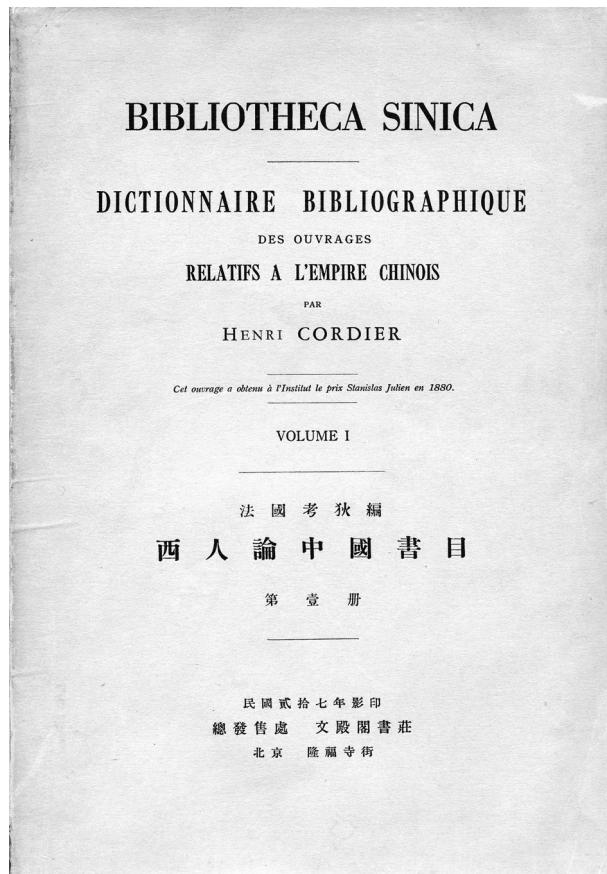 BIBLIOTHECA SINICA
DICTIONNAIRE BIBLIOGRAPHIQUE
DES OUVRAGES
RELATIFS A L'EMPIRE CHINOIS
PAR
HENRI CORDIER
Cet ouvrage a obtenu à l'Institut le prix Stanislas Julien en 1880.
VOLUME I
法國考狄編
西人論中國書目
第壹册
民國貳拾七年影印
總發售處 文殿閣書莊
北京 隆福寺街